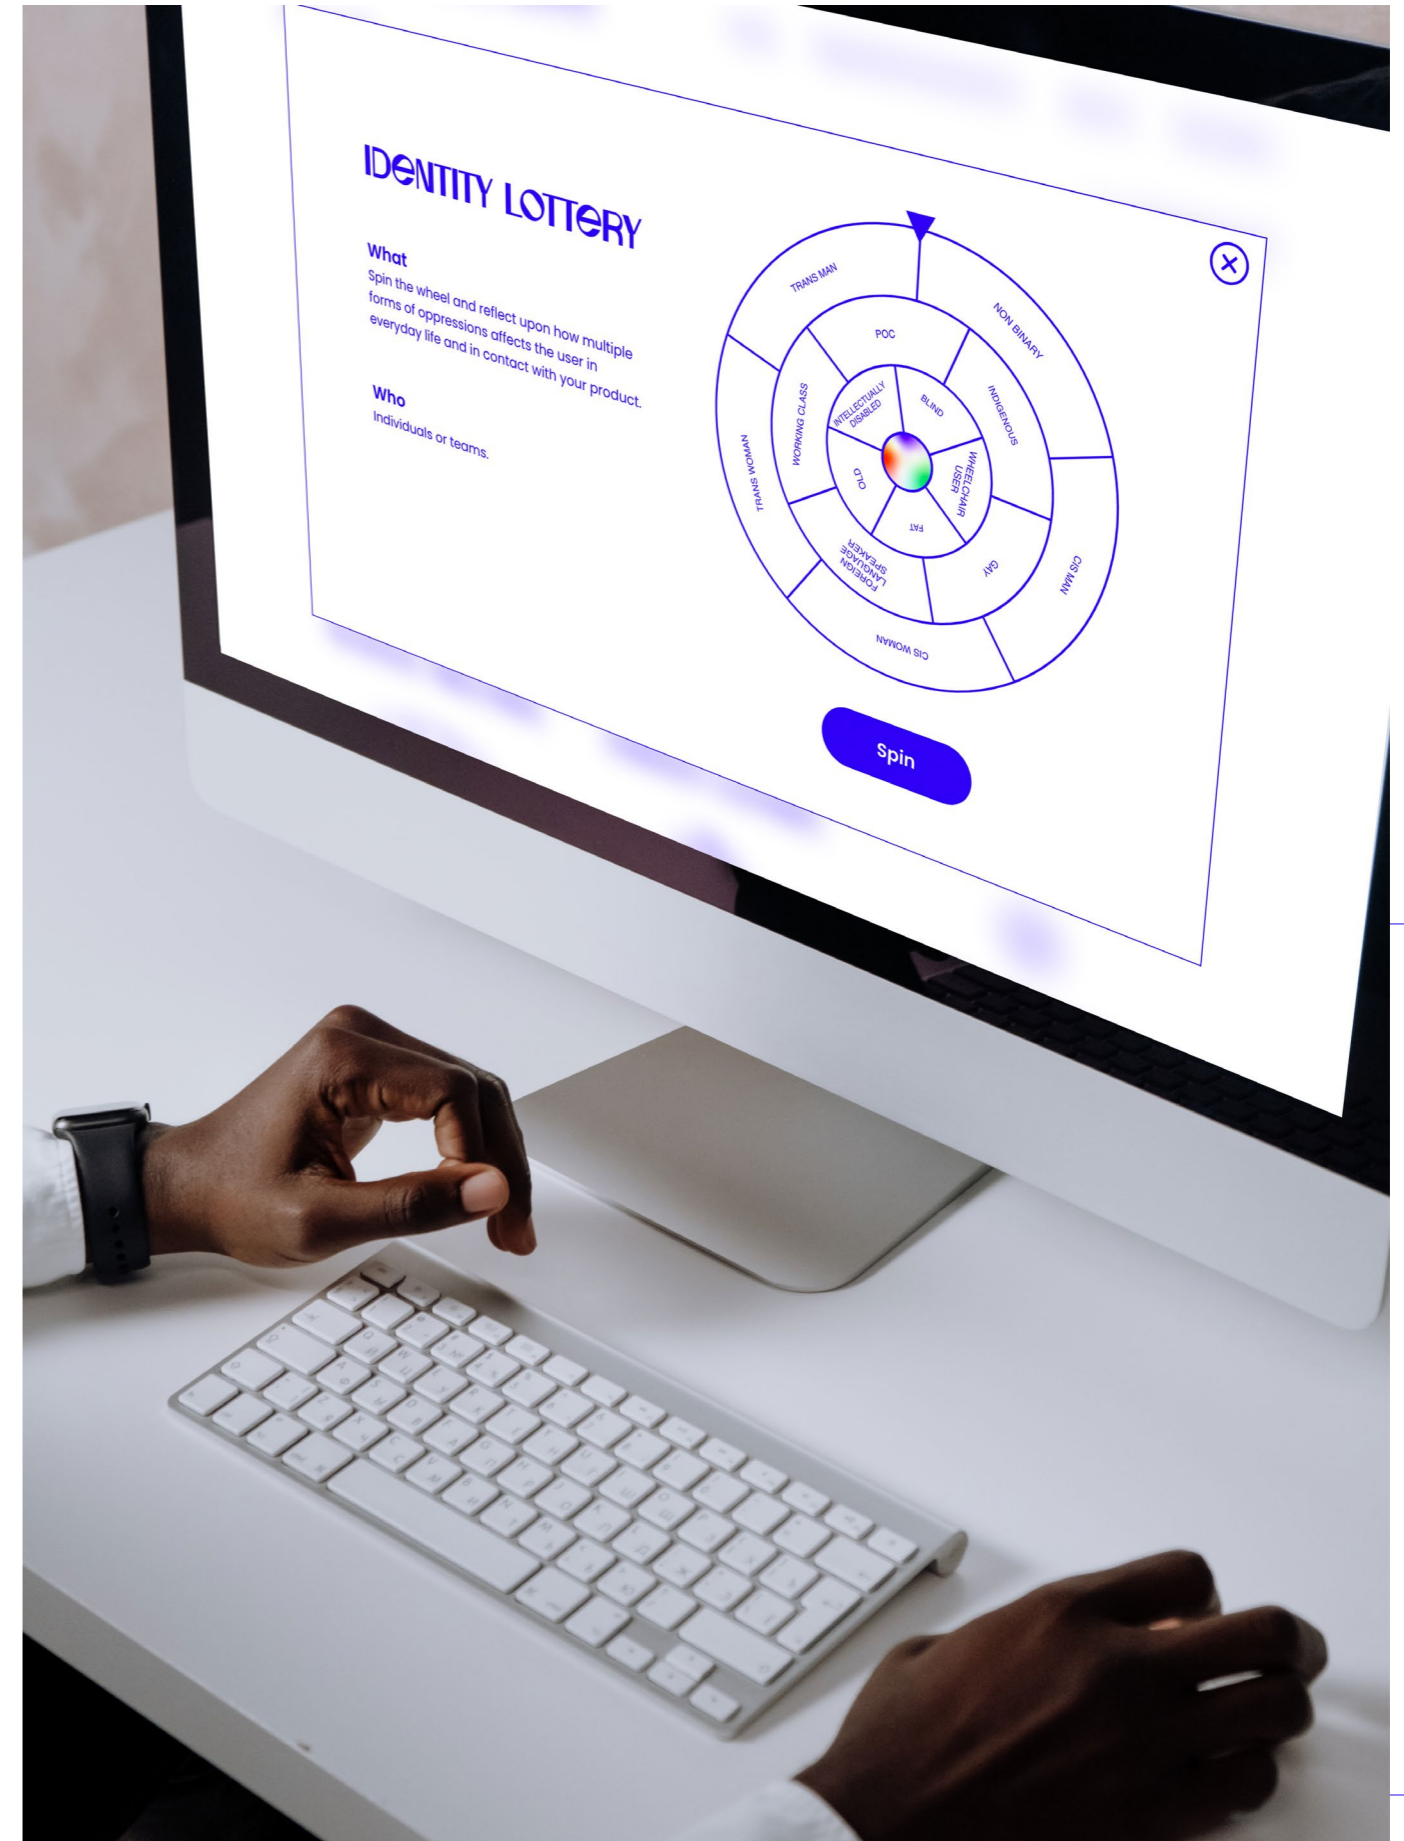 IDENTITY LOTTERY
What
Spin the wheel and reflect upon how multiple
forms of oppressions affects the user in
everyday life and in contact with your product.
Who
Individuals or teams.
TRANS MAN
NON BINARY
CIS MAN
CIS WOMAN
TRANS WOMAN
POC
INDIGENOUS
GAY
FOREIGN
LANGUAGE
SPEAKER
WORKING CLASS
INTELLECTUALLY
DISABLED
BLIND
WHEELCHAIR
USER
FAT
OLD
Spin